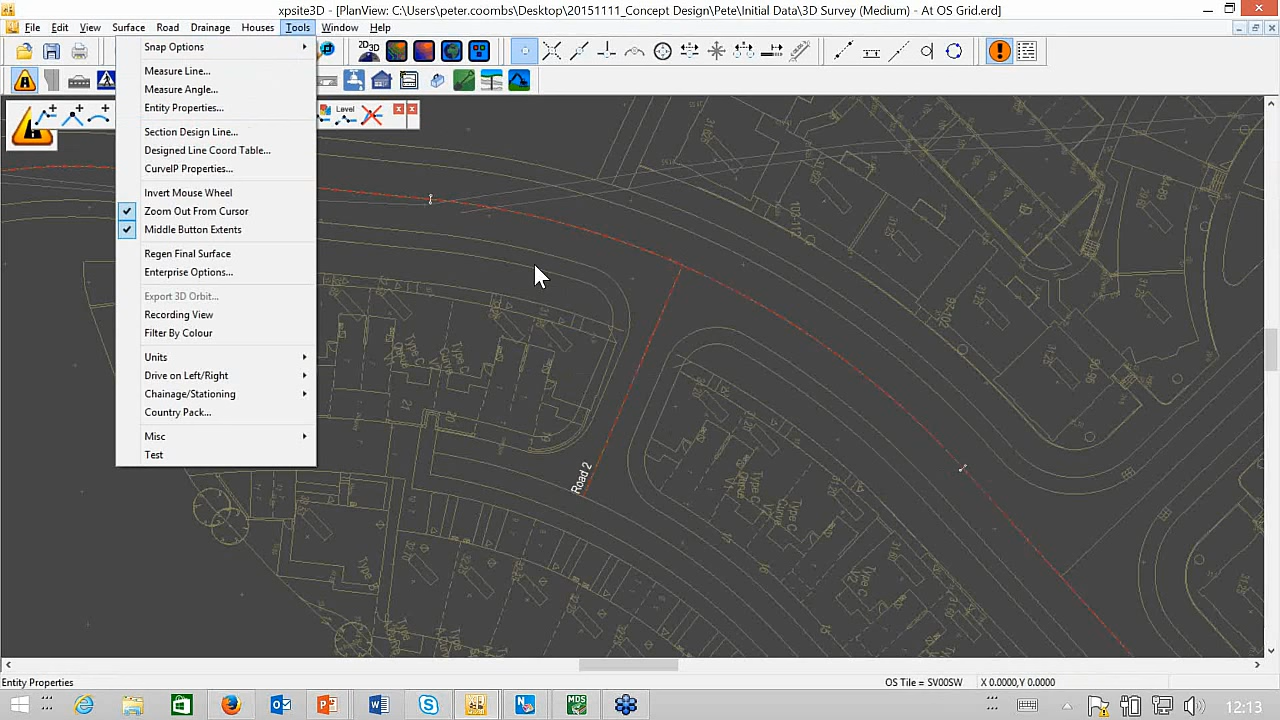 xpsite3D - [PlanView: C:\Users\peter.coombs\Desktop\20151111_Concept Design\Pete\Initial Data\3D Survey (Madium) - At OS Grid.erd]
File Edit View Surface Road Drainage Houses Tools Window Help
2D3D
Level
Snap Options
Measure Line...
Measure Angle...
Entity Properties...
Section Design Line...
Designed Line Coord Table...
CurveIP Properties...
Invert Mouse Wheel
Zoom Out From Cursor
Middle Button Extents
Regen Final Surface
Enterprise Options...
Export 3D Orbit...
Recording View
Filter By Colour
Units
Drive on Left/Right
Chainage/Stationing
Country Pack...
Misc
Test
Road 2
Entity Properties
OS Tile = SV00SW
X 0.0000,Y 0.0000
12:13